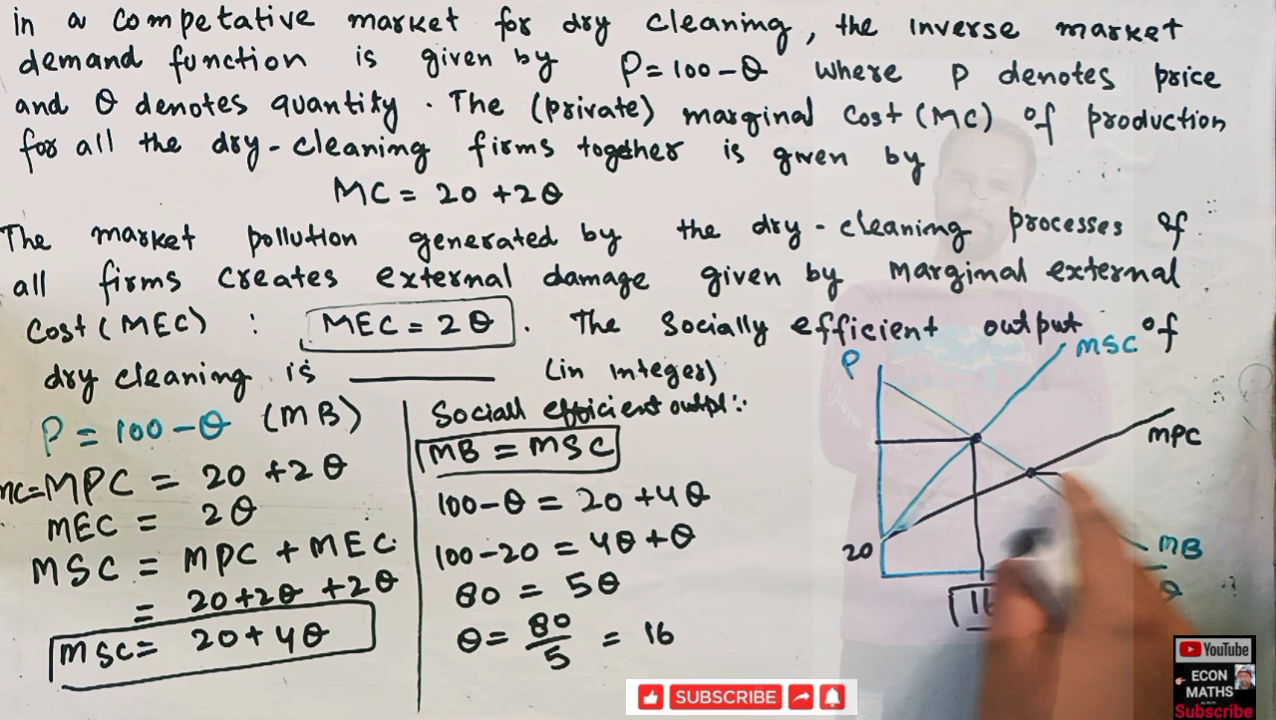 in a competative market for dry cleaning, the inverse market
demand function is given by P = 100 - Q where P denotes price
and Q denotes quantity. The (private) marginal cost (MC) of production
for all the dry-cleaning firms together is given by
MC = 20 + 2Q
The market pollution generated by the dry-cleaning processes of
all firms creates external damage given by marginal external
Cost (MEC) : MEC = 2Q. The Socially efficient output of
dry cleaning is ______ (in integer)
P = 100 - Q (MB)
MC = MPC = 20 + 2Q
MEC = 2Q
MSC = MPC + MEC
= 20 + 2Q + 2Q
MSC = 20 + 4Q
Sociall efficient outpt:
MB = MSC
100 - Q = 20 + 4Q
100 - 20 = 4Q + Q
80 = 5Q
Q = 80/5 = 16
P
MSC
MPC
20
MB
Q
16
YouTube
ECON
MATHS
Subscribe
SUBSCRIBE